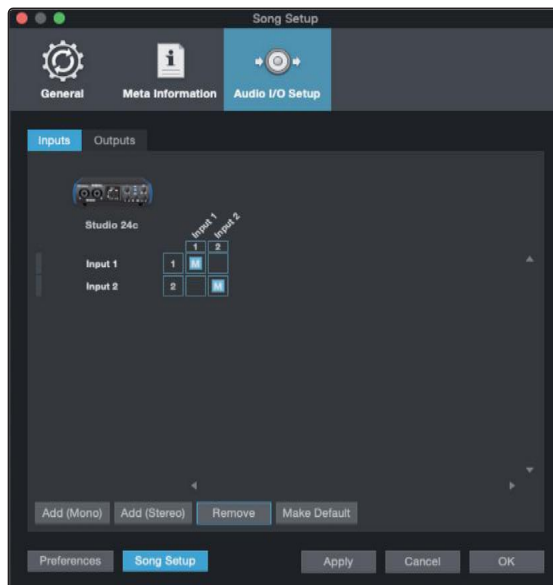 Song Setup
General Meta Information Audio I/O Setup
Inputs Outputs
Studio 24c
Input 1 Input 2
1 2
Input 1 1 M
Input 2 2 M
Add (Mono) Add (Stereo) Remove Make Default
Preferences Song Setup Apply Cancel OK